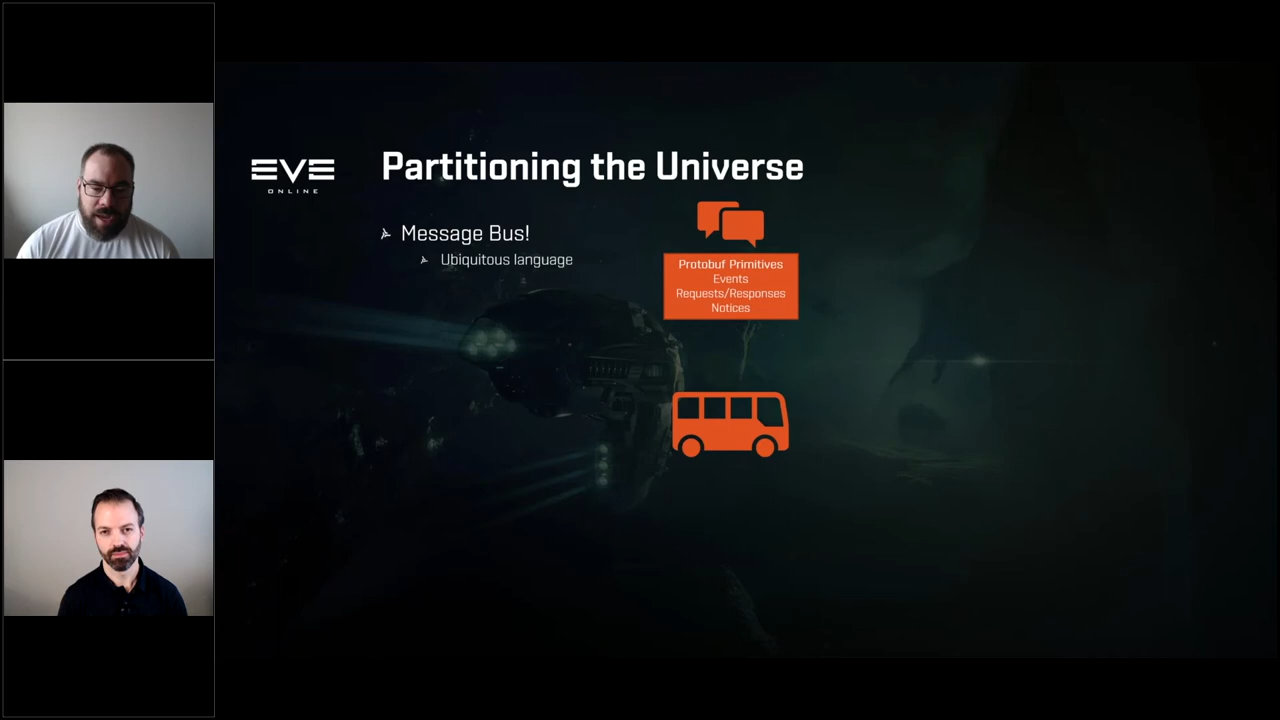 EVE
ONLINE
Partitioning the Universe
Message Bus!
Ubiquitous language
Protobuf Primitives
Events
Requests/Responses
Notices